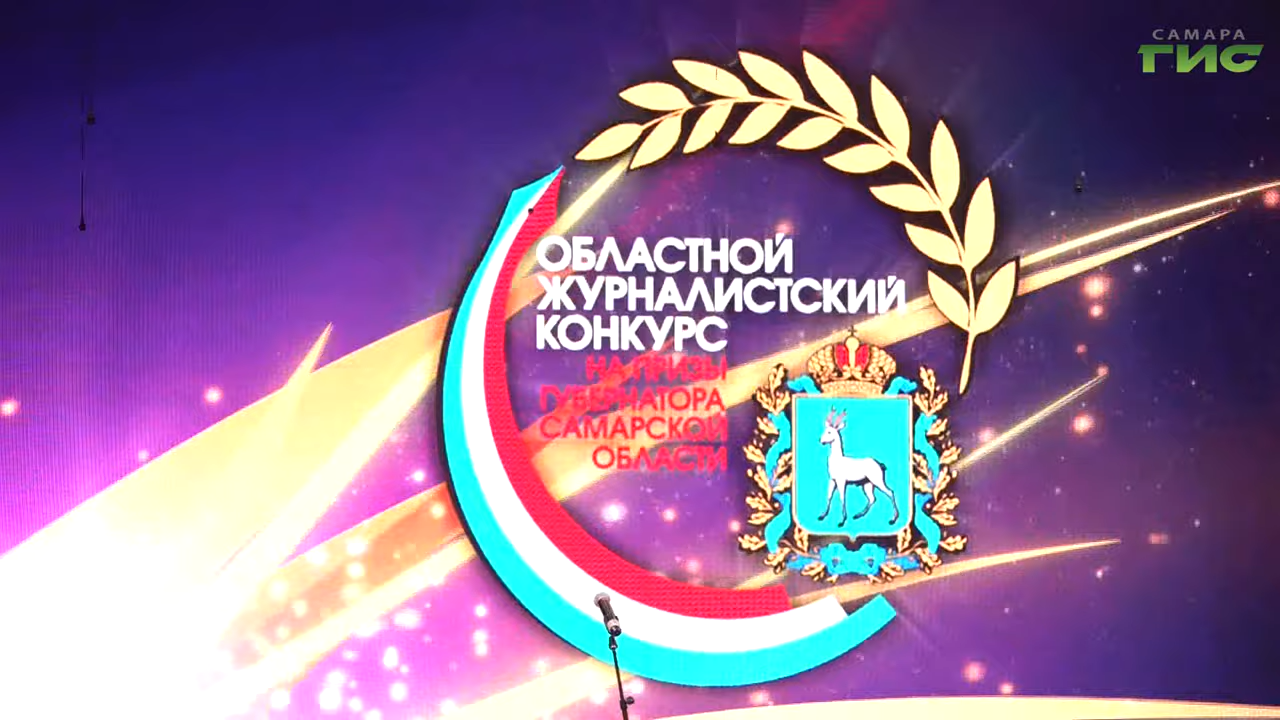 САМАРА
ГИС
ОБЛАСТНОЙ
ЖУРНАЛИСТСКИЙ
КОНКУРС
НА ПРИЗЫ
ГУБЕРНАТОРА
САМАРСКОЙ
ОБЛАСТИ